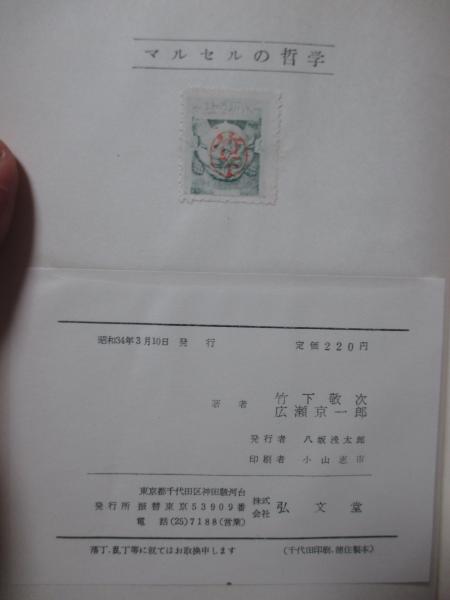 マルセルの哲学
竹下
昭和34年3月10日 発行
定価220円
著者 竹下敬次
広瀬京一郎
発行者 八坂浅太郎
印刷者 小山志市
東京都千代田区神田駿河台
発行所 振替東京53909番 株式会社 弘文堂
電話(25)7188(営業)
落丁、乱丁等に就てはお取換申します
(千代田印刷、徳住製本)